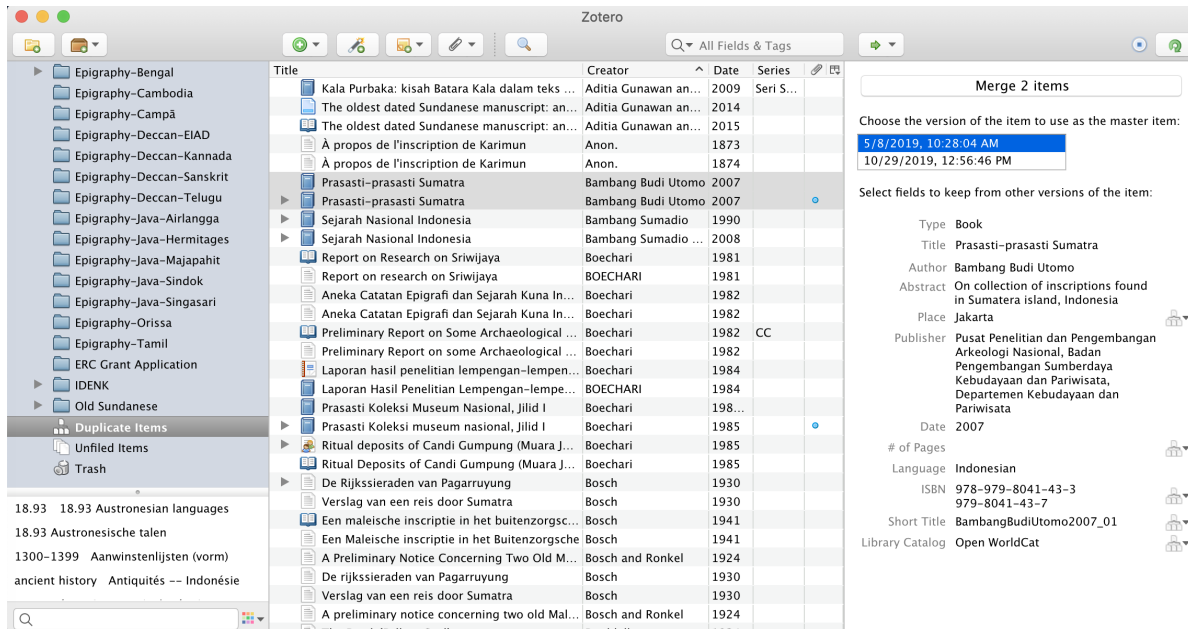 Zotero
All Fields & Tags
Epigraphy-Bengal
Epigraphy-Cambodia
Epigraphy-Campā
Epigraphy-Deccan-EIAD
Epigraphy-Deccan-Kannada
Epigraphy-Deccan-Sanskrit
Epigraphy-Deccan-Telugu
Epigraphy-Java-Airlangga
Epigraphy-Java-Hermitages
Epigraphy-Java-Majapahit
Epigraphy-Java-Sindok
Epigraphy-Java-Singasari
Epigraphy-Orissa
Epigraphy-Tamil
ERC Grant Application
IDENK
Old Sundanese
Duplicate Items
Unfiled Items
Trash
18.93 18.93 Austronesian languages
18.93 Austronesische talen
1300-1399 Aanwinstenlijsten (vorm)
ancient history Antiquités -- Indonésie
Title Creator Date Series
Kala Purbaka: kisah Batara Kala dalam teks ... Aditia Gunawan an... 2009 Seri S...
The oldest dated Sundanese manuscript: an... Aditia Gunawan an... 2014
The oldest dated Sundanese manuscript: an... Aditia Gunawan an... 2015
À propos de l'inscription de Karimun Anon. 1873
À propos de l'inscription de Karimun Anon. 1874
Prasasti-prasasti Sumatra Bambang Budi Utomo 2007
Prasasti-prasasti Sumatra Bambang Budi Utomo 2007
Sejarah Nasional Indonesia Bambang Sumadio 1990
Sejarah Nasional Indonesia Bambang Sumadio ... 2008
Report on Research on Sriwijaya Boechari 1981
Report on research on Sriwijaya BOECHARI 1981
Aneka Catatan Epigrafi dan Sejarah Kuna In... Boechari 1982
Aneka Catatan Epigrafi dan Sejarah Kuna In... Boechari 1982
Preliminary Report on Some Archaeological ... Boechari 1982 CC
Preliminary Report on some Archaeological ... Boechari 1982
Laporan hasil penelitian lempengan-lempen... Boechari 1984
Laporan Hasil Penelitian Lempengan-lempe... BOECHARI 1984
Prasasti Koleksi Museum Nasional, Jilid I Boechari 198...
Prasasti Koleksi museum nasional, Jilid I Boechari 1985
Ritual deposits of Candi Gumpung (Muara J... Boechari 1985
Ritual Deposits of Candi Gumpung (Muara J... Boechari 1985
De Rijkssieraden van Pagarruyung Bosch 1930
Verslag van een reis door Sumatra Bosch 1930
Een maleische inscriptie in het buitenzorgsc... Bosch 1941
Een Maleische inscriptie in het Buitenzorgsche Bosch 1941
A Preliminary Notice Concerning Two Old M... Bosch and Ronkel 1924
De rijkssieraden van Pagarruyung Bosch 1930
Verslag van een reis door Sumatra Bosch 1930
A preliminary notice concerning two old Mal... Bosch and Ronkel 1924
Merge 2 items
Choose the version of the item to use as the master item:
5/8/2019, 10:28:04 AM
10/29/2019, 12:56:46 PM
Select fields to keep from other versions of the item:
Type Book
Title Prasasti-prasasti Sumatra
Author Bambang Budi Utomo
Abstract On collection of inscriptions found
in Sumatera island, Indonesia
Place Jakarta
Publisher Pusat Penelitian dan Pengembangan
Arkeologi Nasional, Badan
Pengembangan Sumberdaya
Kebudayaan dan Pariwisata,
Departemen Kebudayaan dan
Pariwisata
Date 2007
# of Pages
Language Indonesian
ISBN 978-979-8041-43-3
979-8041-43-7
Short Title BambangBudiUtomo2007_01
Library Catalog Open WorldCat